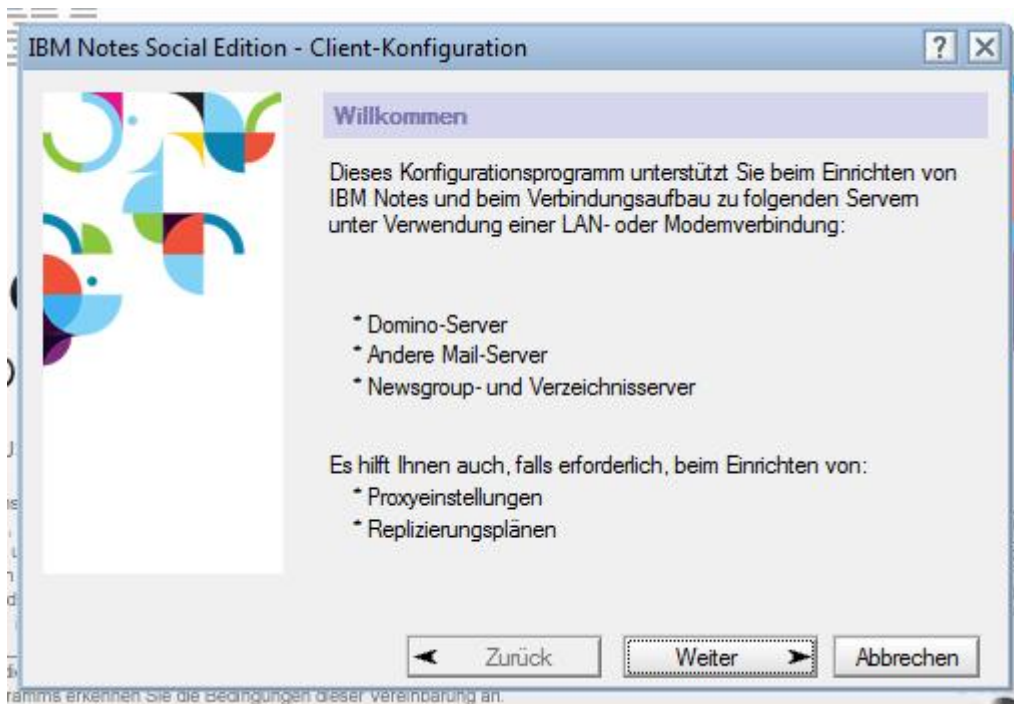 IBM Notes Social Edition - Client-Konfiguration
?
Willkommen
Dieses Konfigurationsprogramm unterstützt Sie beim Einrichten von
IBM Notes und beim Verbindungsaufbau zu folgenden Servern
unter Verwendung einer LAN- oder Modemverbindung:
* Domino-Server
* Andere Mail-Server
* Newsgroup- und Verzeichnisserver
Es hilft Ihnen auch, falls erforderlich, beim Einrichten von:
* Proxyeinstellungen
* Replizierungsplänen
Zurück
Weiter
Abbrechen
erkennen Sie die Bedingungen dieser Vereinbarung an.